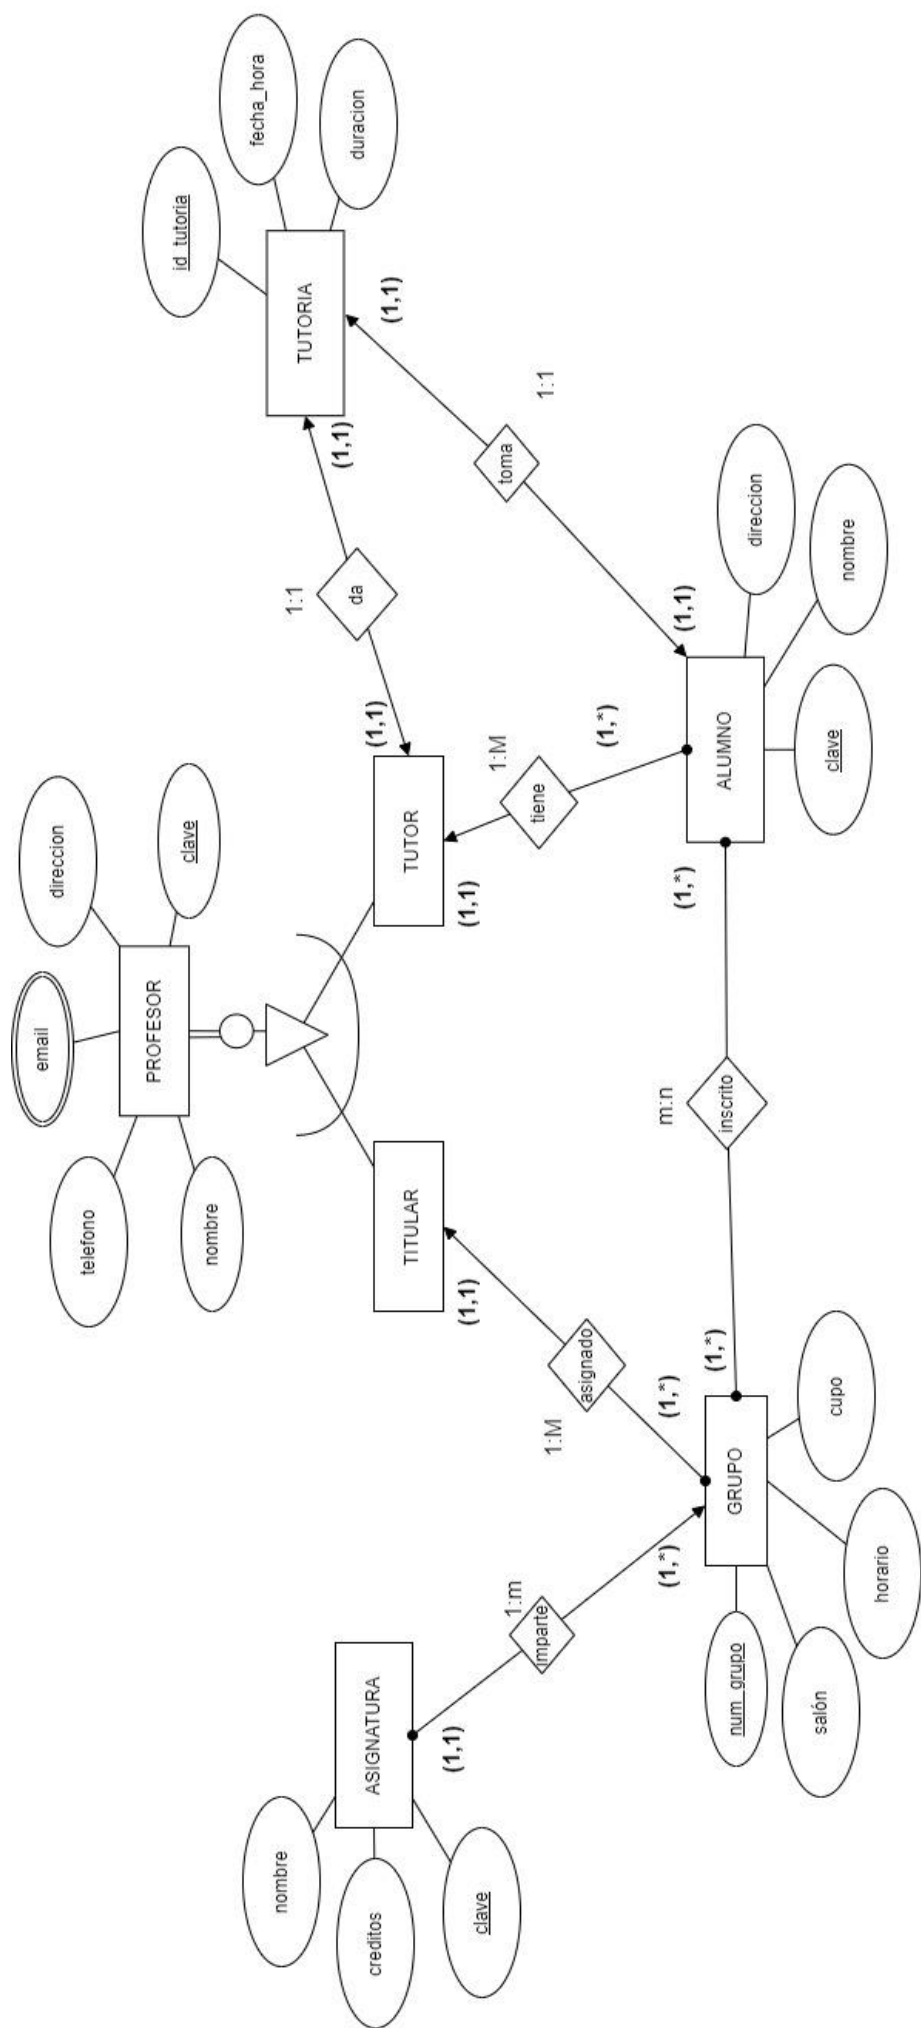 direccion
email
telefono
clave
nombre
PROFESOR
id_tutoria
fecha_hora
duracion
TUTORIA
nombre
creditos
clave
ASIGNATURA
TITULAR
TUTOR
(1,1)
(1,1)
da
1:1
(1,1)
(1,1)
1:1
toma
(1,1)
(1,1)
1:M
tiene
(1,*)
(1,1)
1:M
asignado
(1,*)
(1,1)
1:m
imparte
(1,*)
GRUPO
(1,*)
m:n
inscrito
(1,*)
ALUMNO
direccion
nombre
clave
num_grupo
salón
horario
cupo